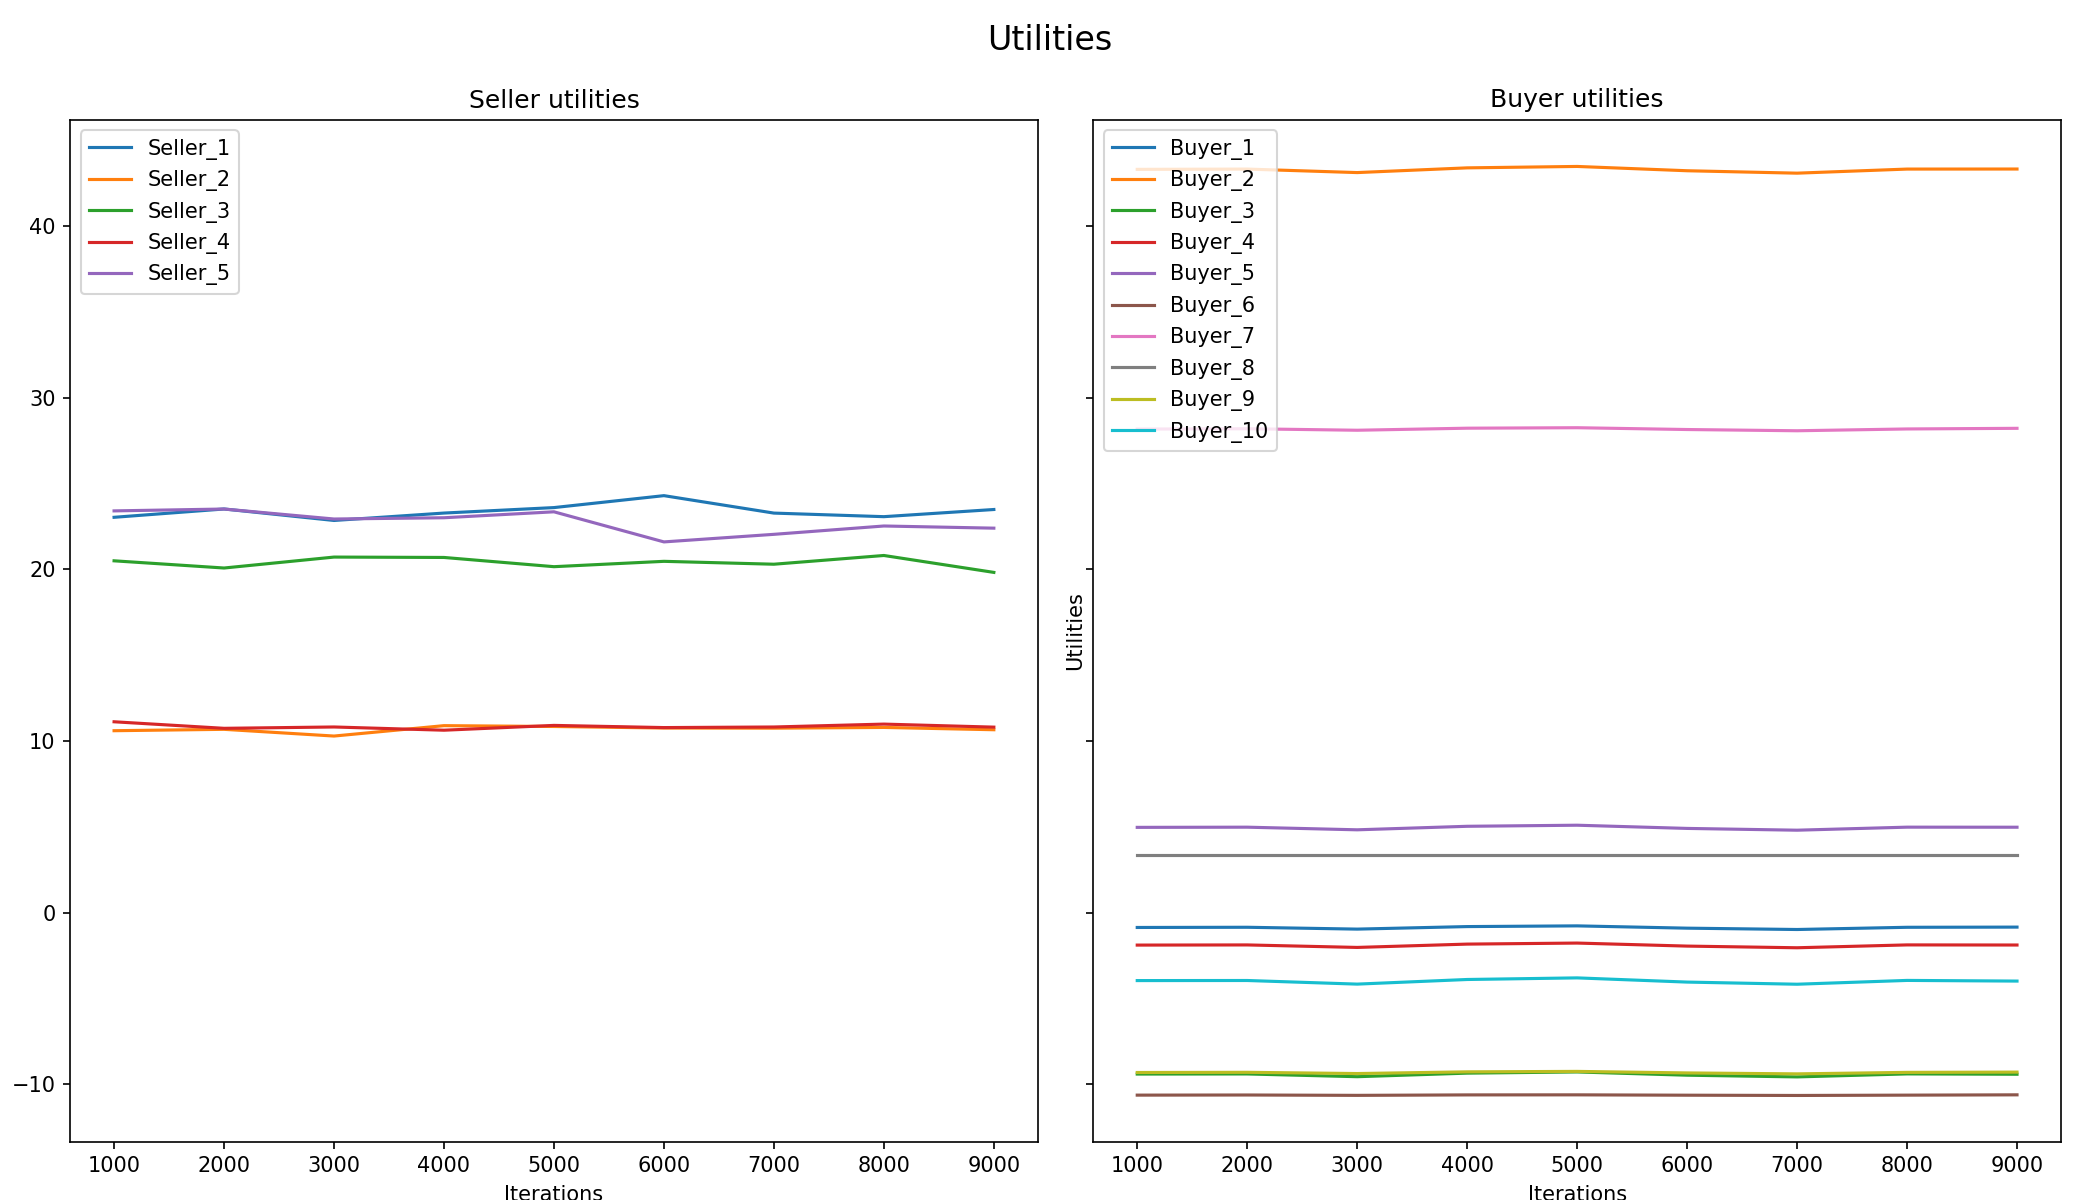 Utilities
Seller utilities
Seller_1
Seller_2
Seller_3
Seller_4
Seller_5
40
30
20
10
0
−10
1000 2000 3000 4000 5000 6000 7000 8000 9000
Iterations
Buyer utilities
Buyer_1
Buyer_2
Buyer_3
Buyer_4
Buyer_5
Buyer_6
Buyer_7
Buyer_8
Buyer_9
Buyer_10
Utilities
1000 2000 3000 4000 5000 6000 7000 8000 9000
Iterations